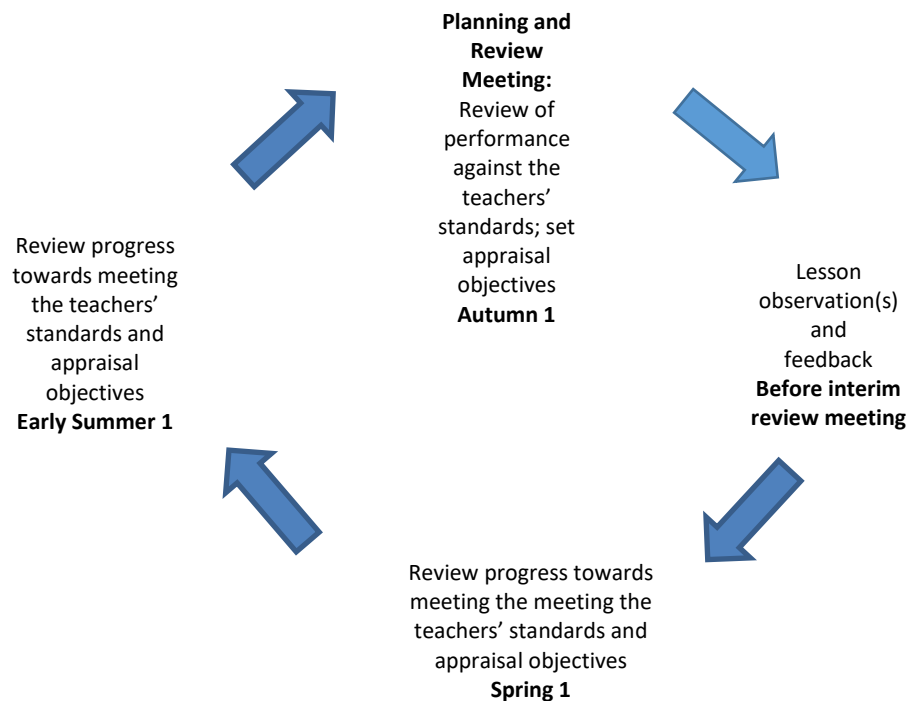 Planning and
Review
Meeting:
Review of
performance
against the
teachers’
standards; set
appraisal
objectives
Autumn 1
Lesson
observation(s)
and
feedback
Before interim
review meeting
Review progress towards
meeting the meeting the
teachers’ standards and
appraisal objectives
Spring 1
Review progress
towards meeting
the teachers’
standards and
appraisal
objectives
Early Summer 1